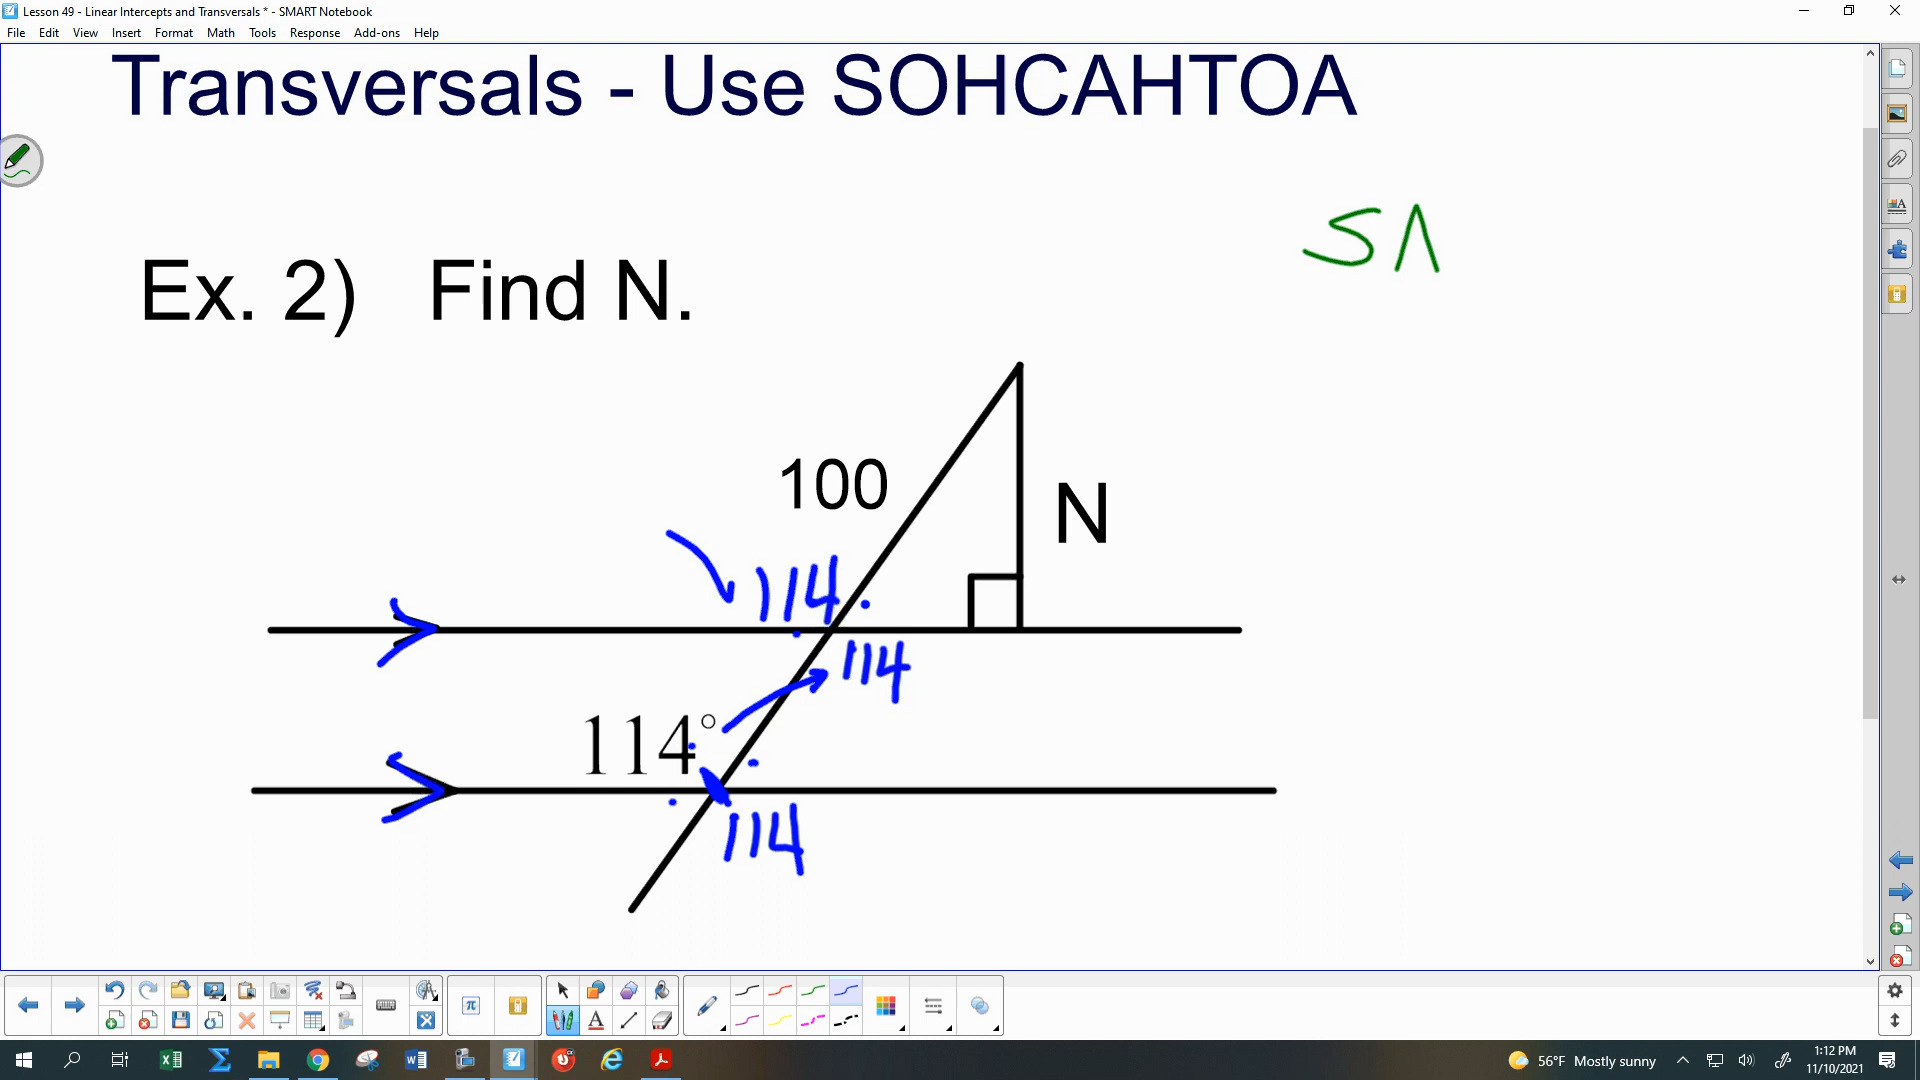 Lesson 49 - Linear Intercepts and Transversals * - SMART Notebook
File Edit View Insert Format Math Tools Response Add-ons Help
Transversals - Use SOHCAHTOA
Ex. 2) Find N.
100
N
114
114
114°
114
56°F Mostly sunny
1:12 PM
11/10/2021